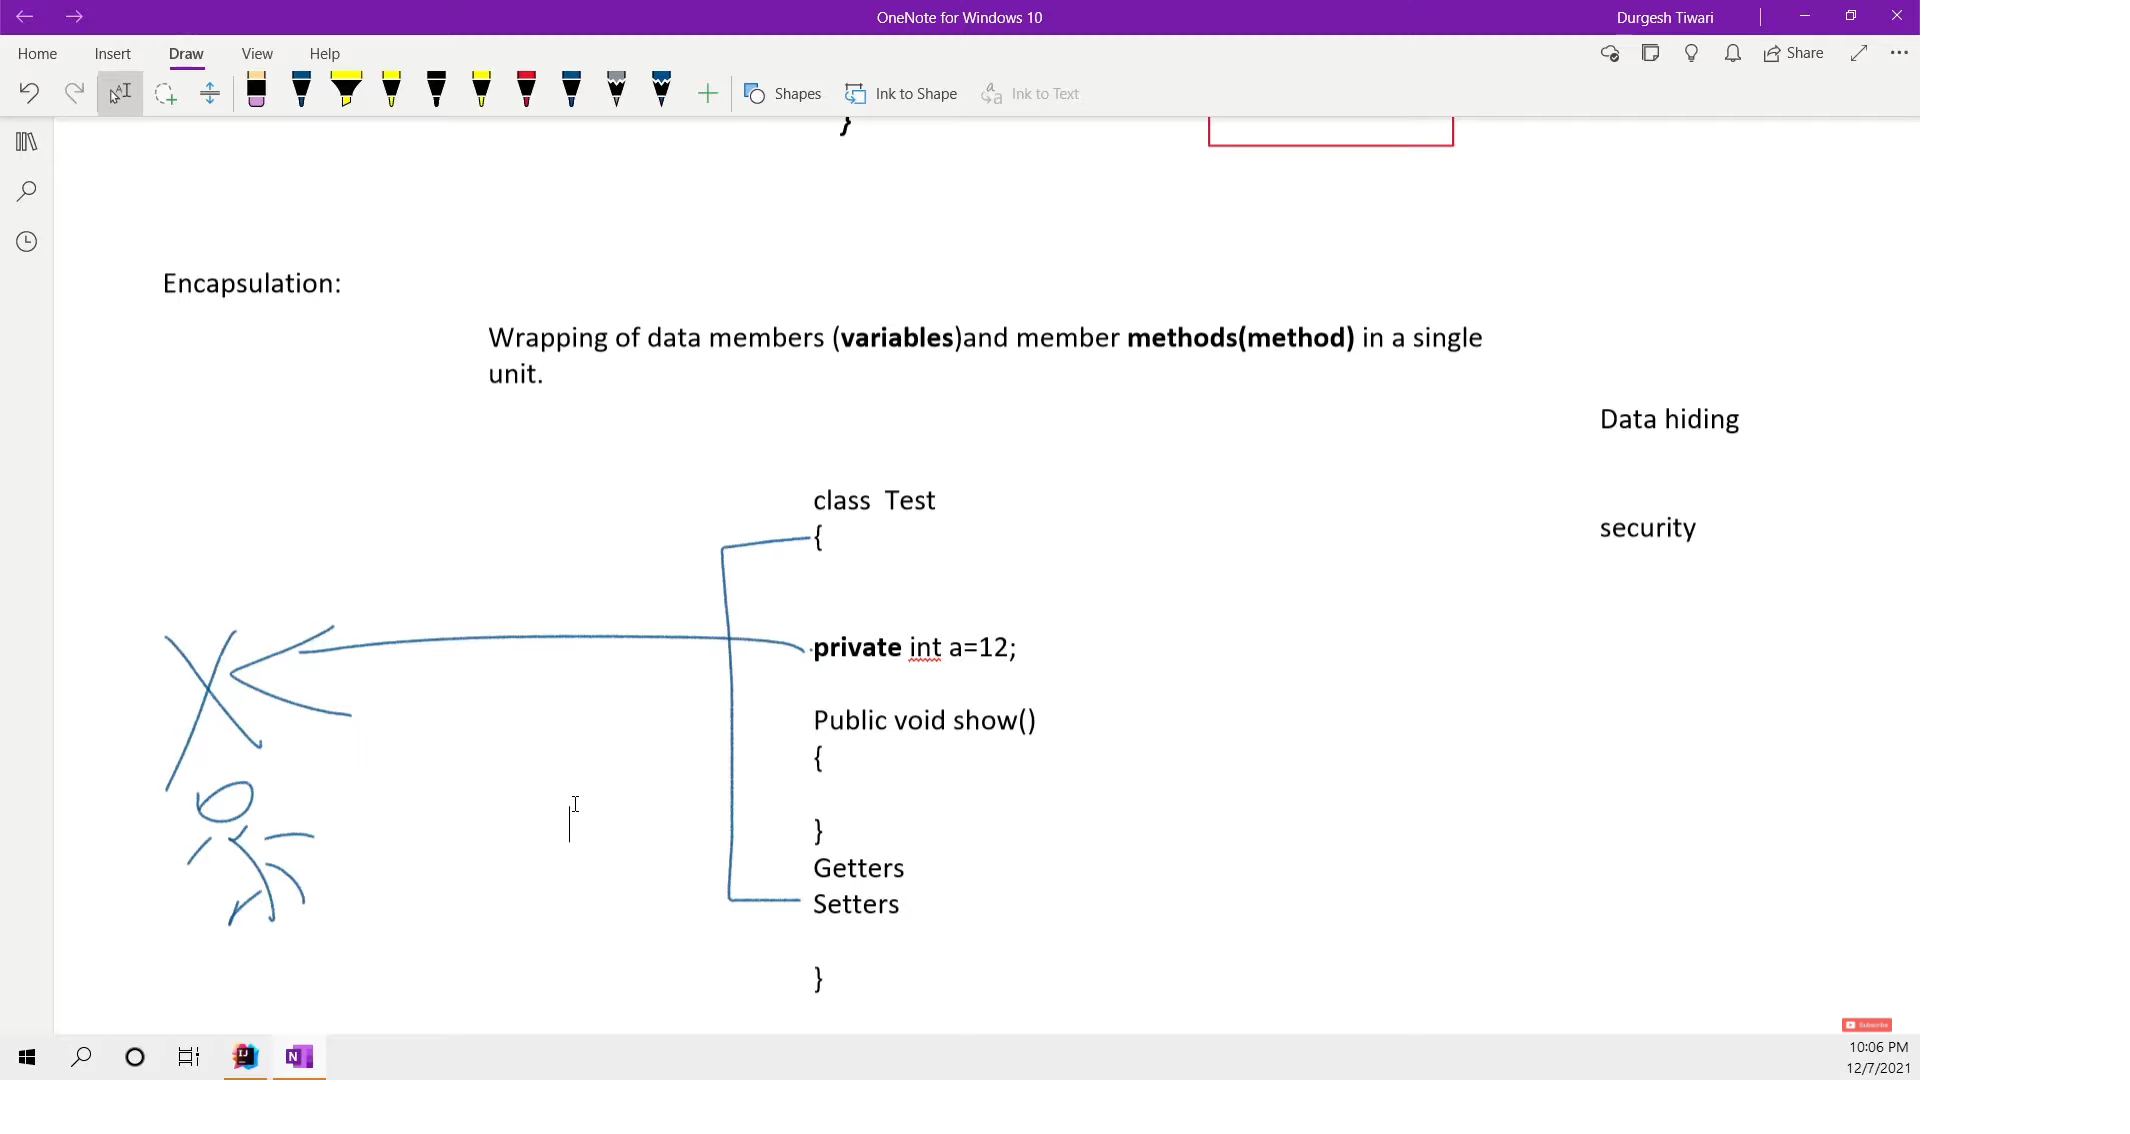 OneNote for Windows 10
Durgesh Tiwari
Home Insert Draw View Help
Share
Shapes Ink to Shape Ink to Text
}
Encapsulation:
Wrapping of data members (variables)and member methods(method) in a single
unit.
Data hiding
class Test
{
security
private int a=12;
Public void show()
{
}
Getters
Setters
}
Subscribe
10:06 PM
12/7/2021